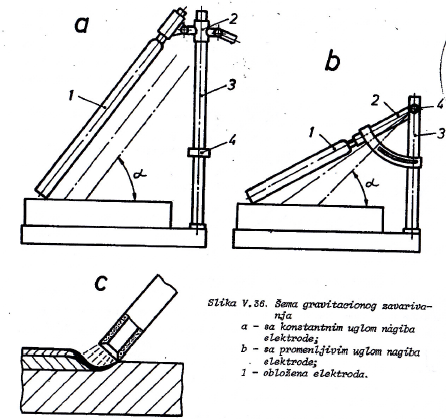 a
2
1
3
4
α
b
4
2
3
1
α
c
Slika V.36. Šema gravitacionog zavariva-
nja
a - sa konstantnim uglom nágiba
elektrode;
b - sa promenljivim uglom nagiba
elektrode;
1 - obložena elektroda.